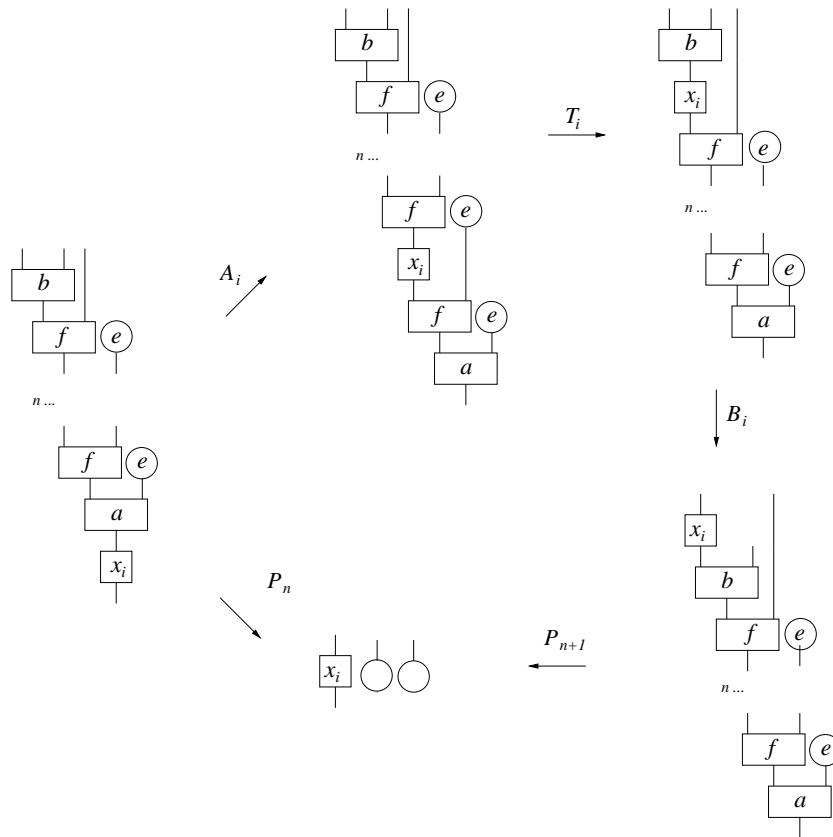 b
f e
n ...
f e
x_i
f e
a
T_i
b
x_i
f e
n ...
f e
a
A_i
b
f e
n ...
f e
a
x_i
B_i
P_n
P_{n+1}
x_i
x_i
b
f e
n ...
f e
a